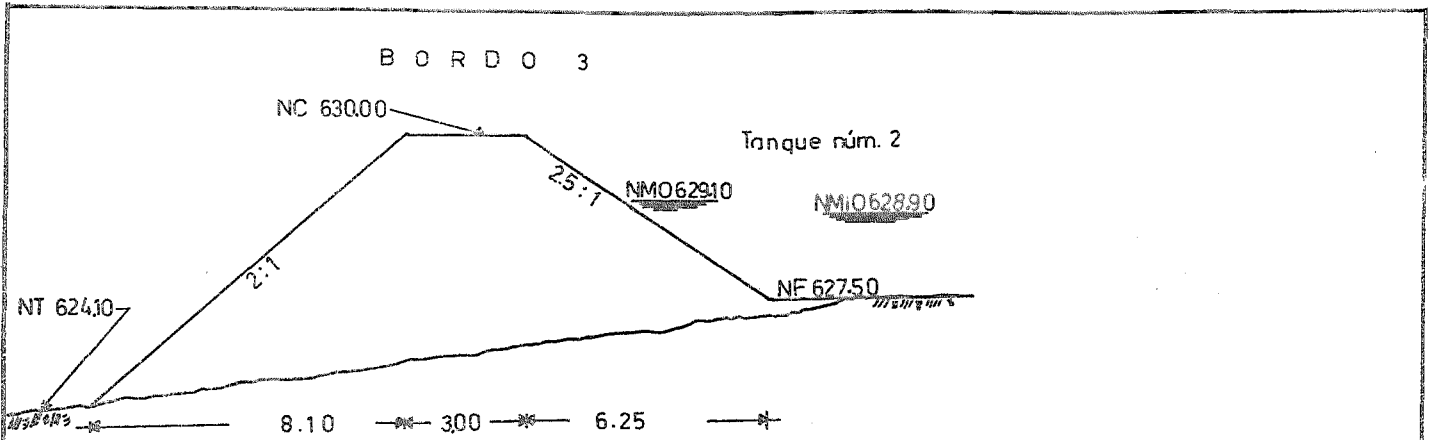 B O R D O 3
NC 630.00
Tanque núm. 2
2.5:1
NMO 629.10
NMiO 628.90
2:1
NT 624.10
NF 627.50
8.10 3.00 6.25